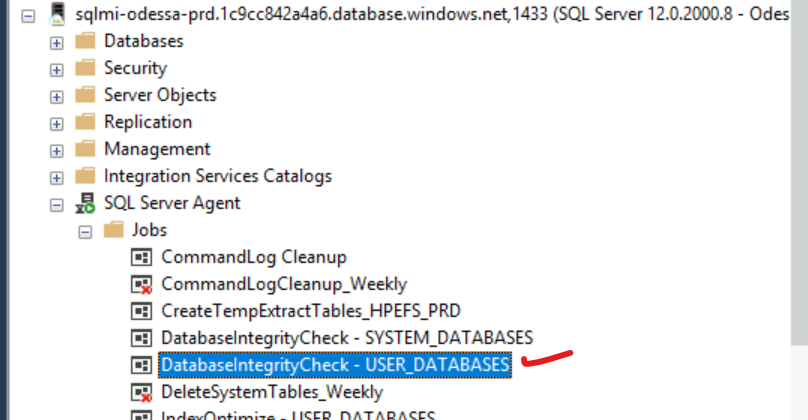 sqlmi-odessa-prd.1c9cc842a4a6.database.windows.net,1433 (SQL Server 12.0.2000.8 - Odes
Databases
Security
Server Objects
Replication
Management
Integration Services Catalogs
SQL Server Agent
Jobs
CommandLog Cleanup
CommandLogCleanup_Weekly
CreateTempExtractTables_HPEFS_PRD
DatabaseIntegrityCheck - SYSTEM_DATABASES
DatabaseIntegrityCheck - USER_DATABASES
DeleteSystemTables_Weekly
IndexOptimize - USER_DATABASES